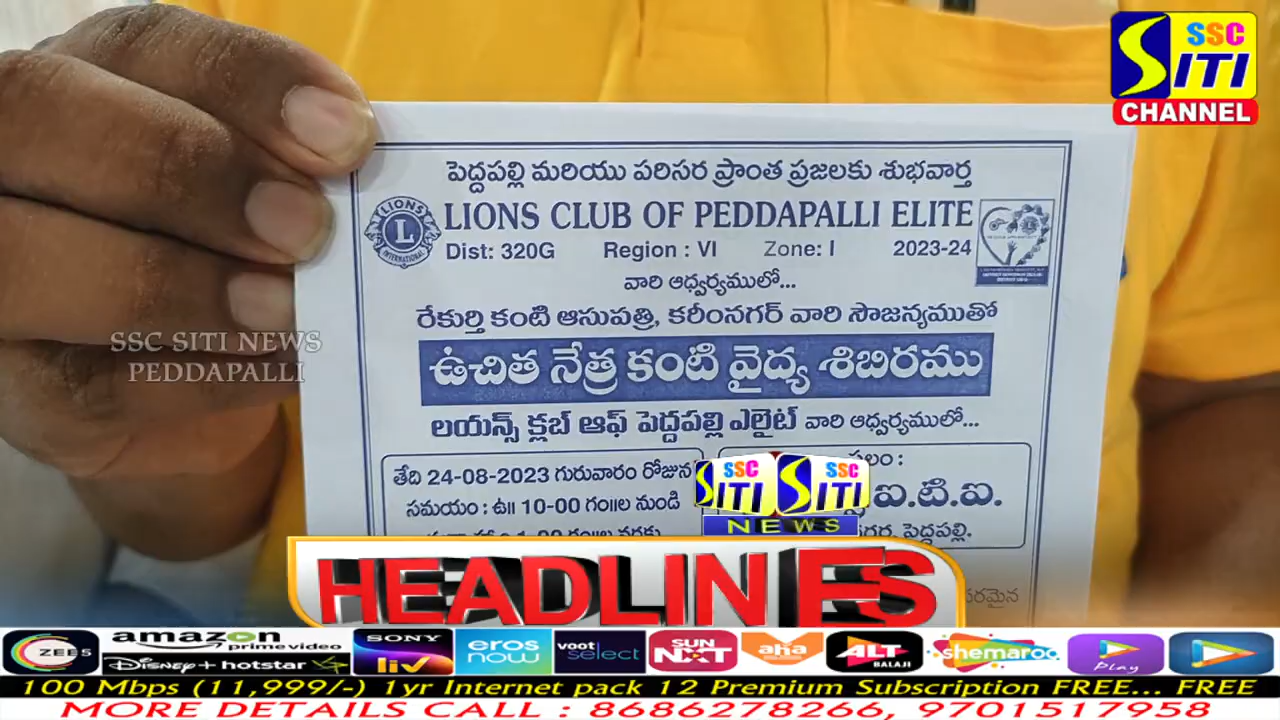 SSC
SITI
CHANNEL
పెద్దపల్లి మరియు పరిసర ప్రాంత ప్రజలకు శుభవార్త
LIONS
L
INTERNATIONAL
LIONS CLUB OF PEDDAPALLI ELITE
Dist: 320G Region : VI Zone: I 2023-24
వారి ఆధ్వర్యములో...
రేకుర్తి కంటి ఆసుపత్రి, కరీంనగర్ వారి సౌజన్యముతో
ఉచిత నేత్ర కంటి వైద్య శిబిరము
లయన్స్ క్లబ్ ఆఫ్ పెద్దపల్లి ఎలైట్ వారి ఆధ్వర్యములో...
తేది 24-08-2023 గురువారం రోజున
సమయం : ఉ॥ 10-00 గం॥ల నుండి
ఐ.టి.ఐ.
పెద్దపల్లి.
SSC SITI NEWS
PEDDAPALLI
SSC SITI SSC SITI
NEWS
HEADLINES
ZEE5 amazon primevideo Disney+ hotstar SONY liv eros now voot select SUN NXT aha ALT BALAJI shemaroo Play
100 Mbps (11,999/-) 1yr Internet pack 12 Premium Subscription FREE... FREE
MORE DETAILS CALL : 8686278266, 9701517958